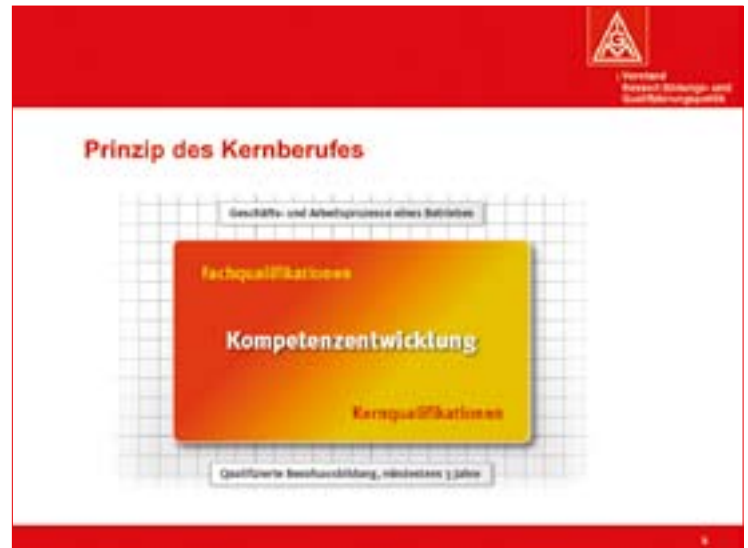 IGM
Vorstand
Ressort Bildungs- und
Qualifizierungspolitik
Prinzip des Kernberufes
Geschäfts- und Arbeitsprozesse eines Betriebes
Fachqualifikationen
Kompetenzentwicklung
Kernqualifikationen
Qualifizierte Berufsausbildung, mindestens 3 Jahre